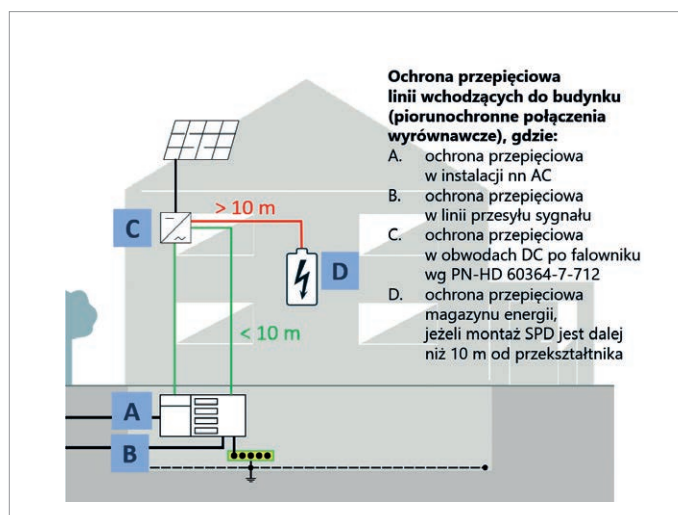 Ochrona przepięciowa
linii wchodzących do budynku
(piorunochronne połączenia
wyrównawcze), gdzie:
A. ochrona przepięciowa
w instalacji nn AC
B. ochrona przepięciowa
w linii przesyłu sygnału
C. ochrona przepięciowa
w obwodach DC po falowniku
wg PN-HD 60364-7-712
D. ochrona przepięciowa
magazynu energii,
jeżeli montaż SPD jest dalej
niż 10 m od przekształtnika
> 10 m
C
D
< 10 m
A
B